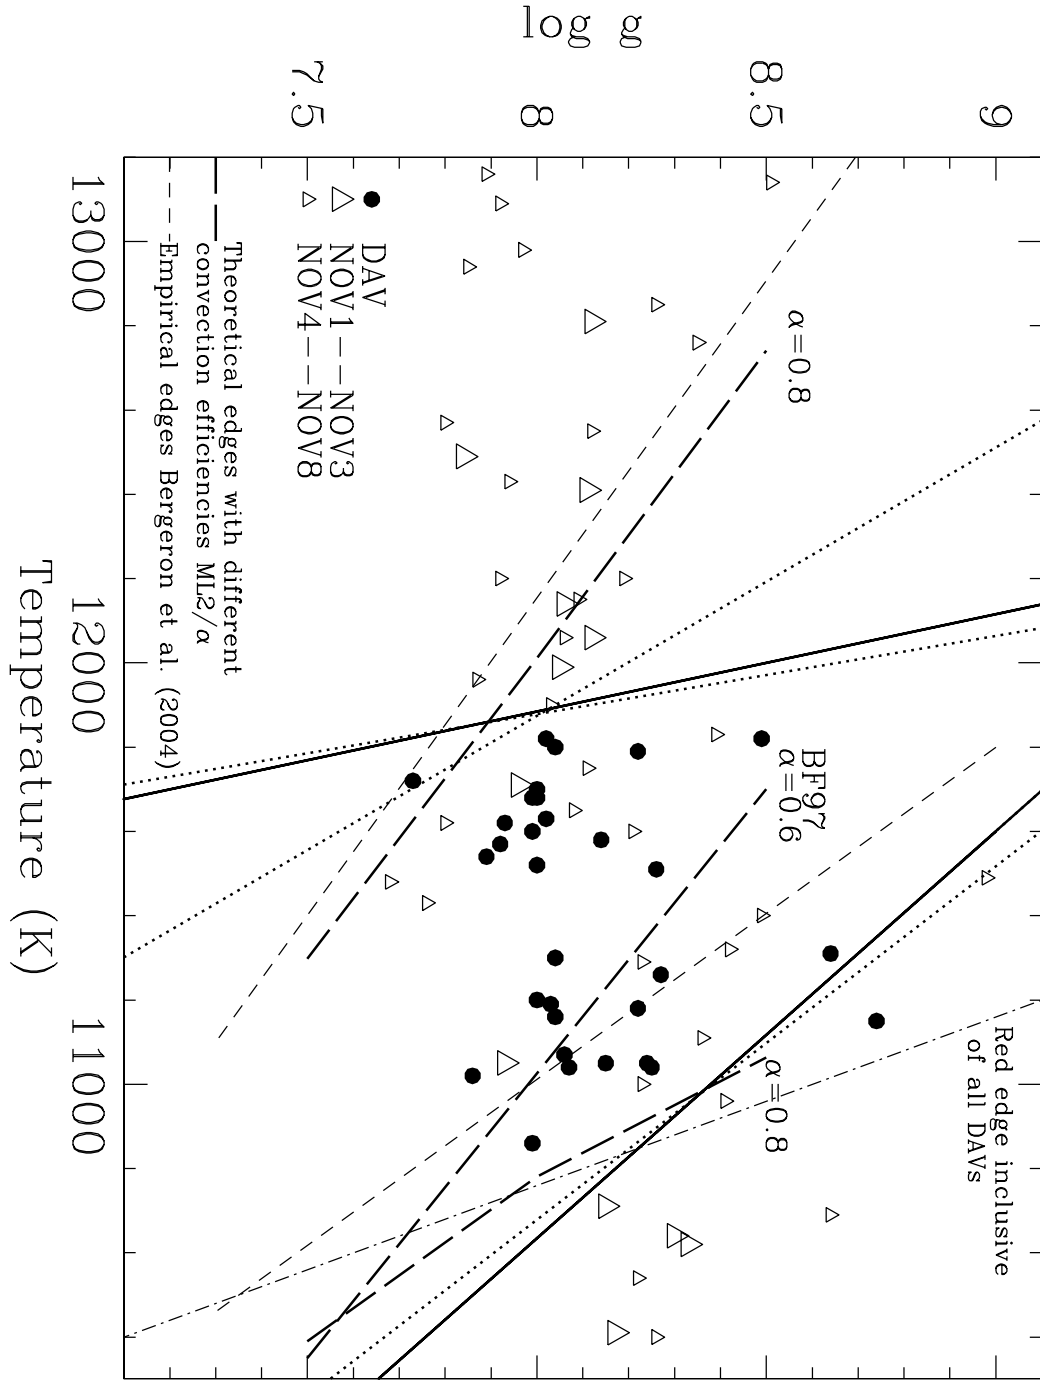 log g
7.5
8
8.5
9
13000
12000
11000
Temperature (K)
DAV
NOV1--NOV3
NOV4--NOV8
Theoretical edges with different
convection efficiencies ML2/α
Empirical edges Bergeron et al. (2004)
α=0.8
BF97
α=0.6
α=0.8
Red edge inclusive
of all DAVs